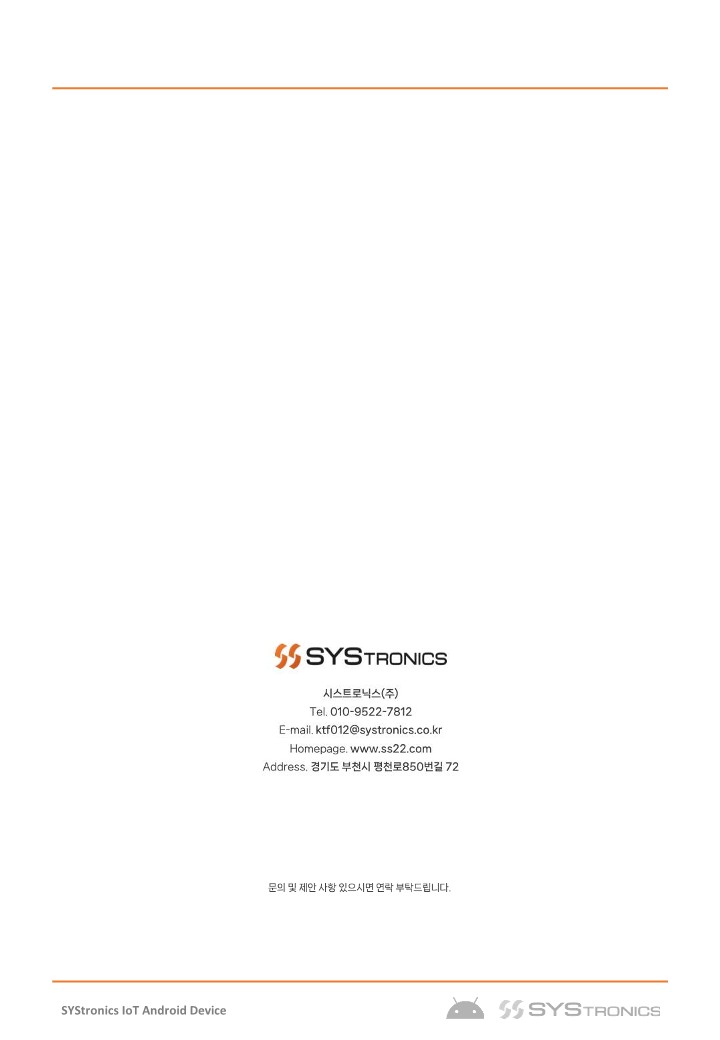 SYSTRONICS
시스트로닉스(주)
Tel. 010-9522-7812
E-mail. ktf012@systronics.co.kr
Homepage. www.ss22.com
Address. 경기도 부천시 평천로850번길 72
문의 및 제안 사항 있으시면 연락 부탁드립니다.
SYStronics IoT Android Device
SYSTRONICS